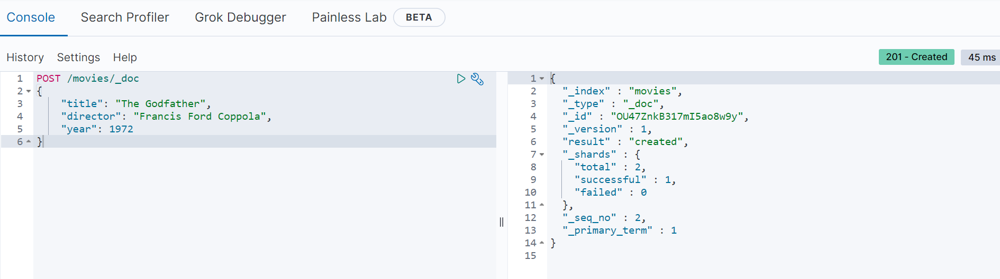 Console Search Profiler Grok Debugger Painless Lab BETA
History Settings Help 201 - Created 45 ms
1 POST /movies/_doc
2 {
3 "title": "The Godfather",
4 "director": "Francis Ford Coppola",
5 "year": 1972
6 }
1 {
2 "_index" : "movies",
3 "_type" : "_doc",
4 "_id" : "OU47ZnkB317mI5ao8w9y",
5 "_version" : 1,
6 "result" : "created",
7 "_shards" : {
8 "total" : 2,
9 "successful" : 1,
10 "failed" : 0
11 },
12 "_seq_no" : 2,
13 "_primary_term" : 1
14 }
15